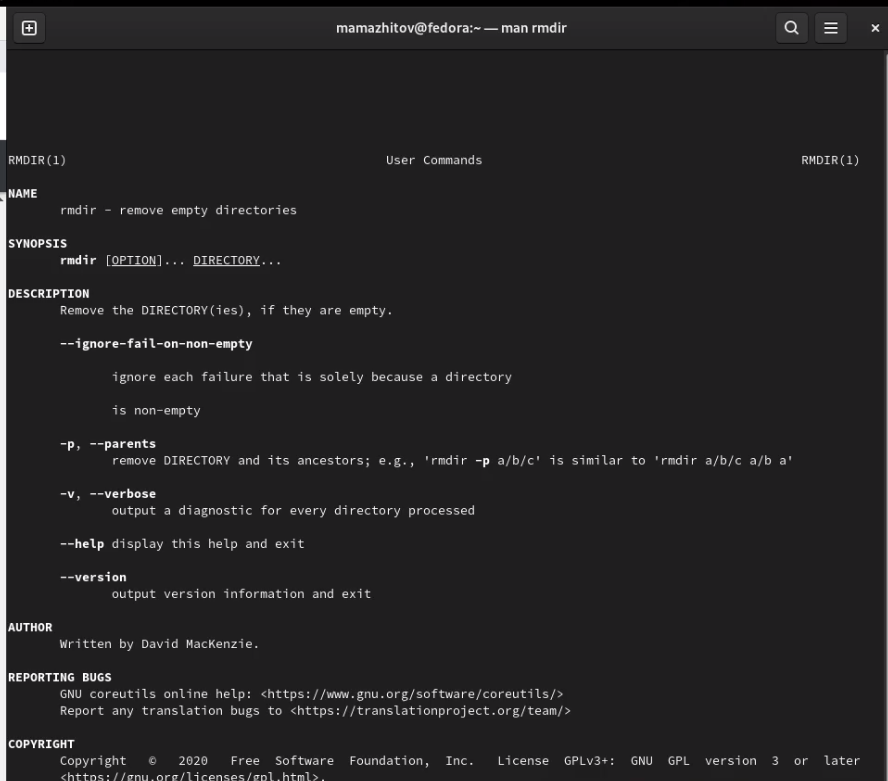 mamazhitov@fedora:~ — man rmdir
RMDIR(1) User Commands RMDIR(1)
NAME
rmdir - remove empty directories
SYNOPSIS
rmdir [OPTION]... DIRECTORY...
DESCRIPTION
Remove the DIRECTORY(ies), if they are empty.
--ignore-fail-on-non-empty
ignore each failure that is solely because a directory
is non-empty
-p, --parents
remove DIRECTORY and its ancestors; e.g., 'rmdir -p a/b/c' is similar to 'rmdir a/b/c a/b a'
-v, --verbose
output a diagnostic for every directory processed
--help display this help and exit
--version
output version information and exit
AUTHOR
Written by David MacKenzie.
REPORTING BUGS
GNU coreutils online help: <https://www.gnu.org/software/coreutils/>
Report any translation bugs to <https://translationproject.org/team/>
COPYRIGHT
Copyright © 2020 Free Software Foundation, Inc. License GPLv3+: GNU GPL version 3 or later
<https://gnu.org/licenses/gpl.html>.